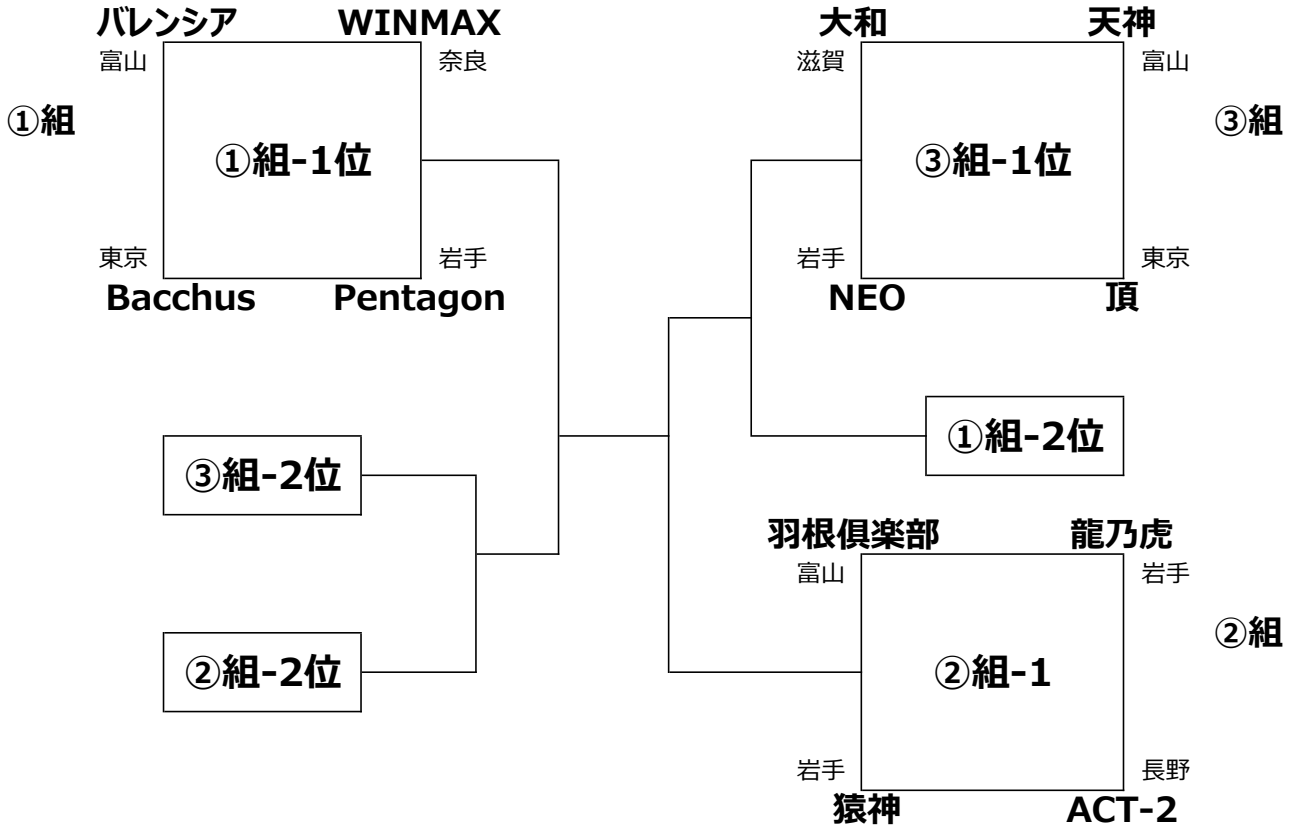 バレンシア WINMAX
富山 奈良
①組
①組-1位
東京 岩手
Bacchus Pentagon
大和 天神
滋賀 富山
③組
③組-1位
岩手 東京
NEO 頂
①組-2位
③組-2位
②組-2位
羽根倶楽部 龍乃虎
富山 岩手
②組
②組-1
岩手 長野
猿神 ACT-2